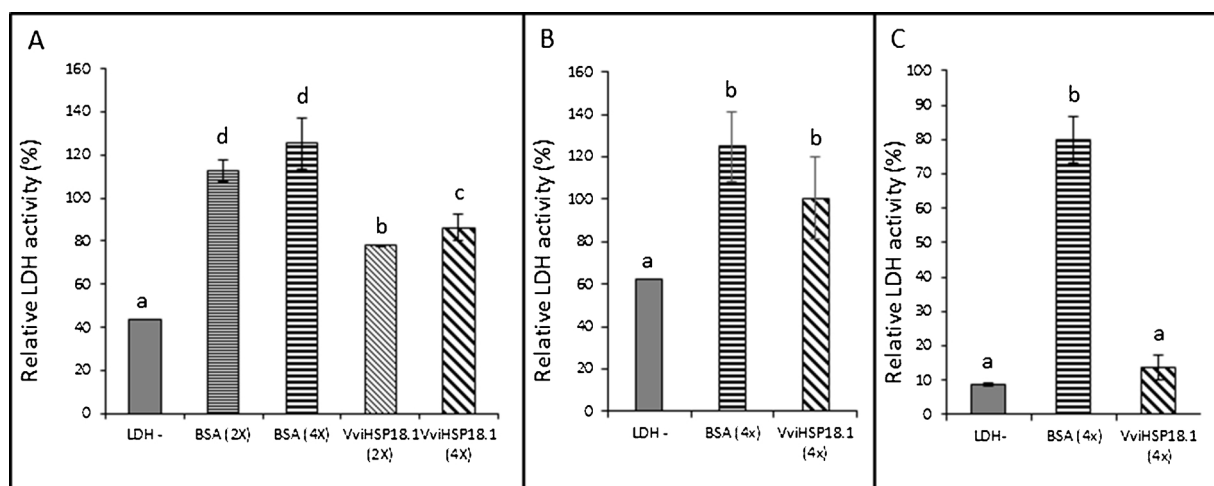 A
Relative LDH activity (%)
160
140
120
100
80
60
40
20
0
a
d
d
b
c
LDH -
BSA (2X)
BSA (4X)
VviHSP18.1
(2X)
VviHSP18.1
(4X)
B
Relative LDH activity (%)
160
140
120
100
80
60
40
20
0
a
b
b
LDH -
BSA (4x)
VviHSP18.1
(4x)
C
Relative LDH activity (%)
100
90
80
70
60
50
40
30
20
10
0
a
b
a
LDH-
BSA (4x)
VviHSP18.1
(4x)